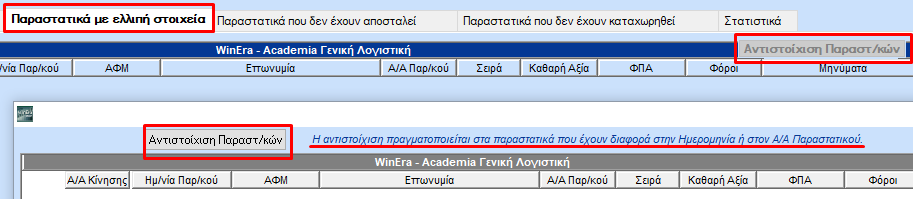 Παραστατικά με ελλιπή στοιχεία Παραστατικά που δεν έχουν αποσταλεί Παραστατικά που δεν έχουν καταχωρηθεί Στατιστικά
WinEra - Academia Γενική Λογιστική Αντιστοίχιση Παραστ/κών
/νία Παρ/κού ΑΦΜ Επωνυμία Α/Α Παρ/κού Σειρά Καθαρή Αξία ΦΠΑ Φόροι Μηνύματα
Αντιστοίχιση Παραστ/κών Η αντιστοίχιση πραγματοποιείται στα παραστατικά που έχουν διαφορά στην Ημερομηνία ή στον Α/Α Παραστατικού.
WinEra - Academia Γενική Λογιστική
Α/Α Κίνησης Ημ/νία Παρ/κού ΑΦΜ Επωνυμία Α/Α Παρ/κού Σειρά Καθαρή Αξία ΦΠΑ Φόροι